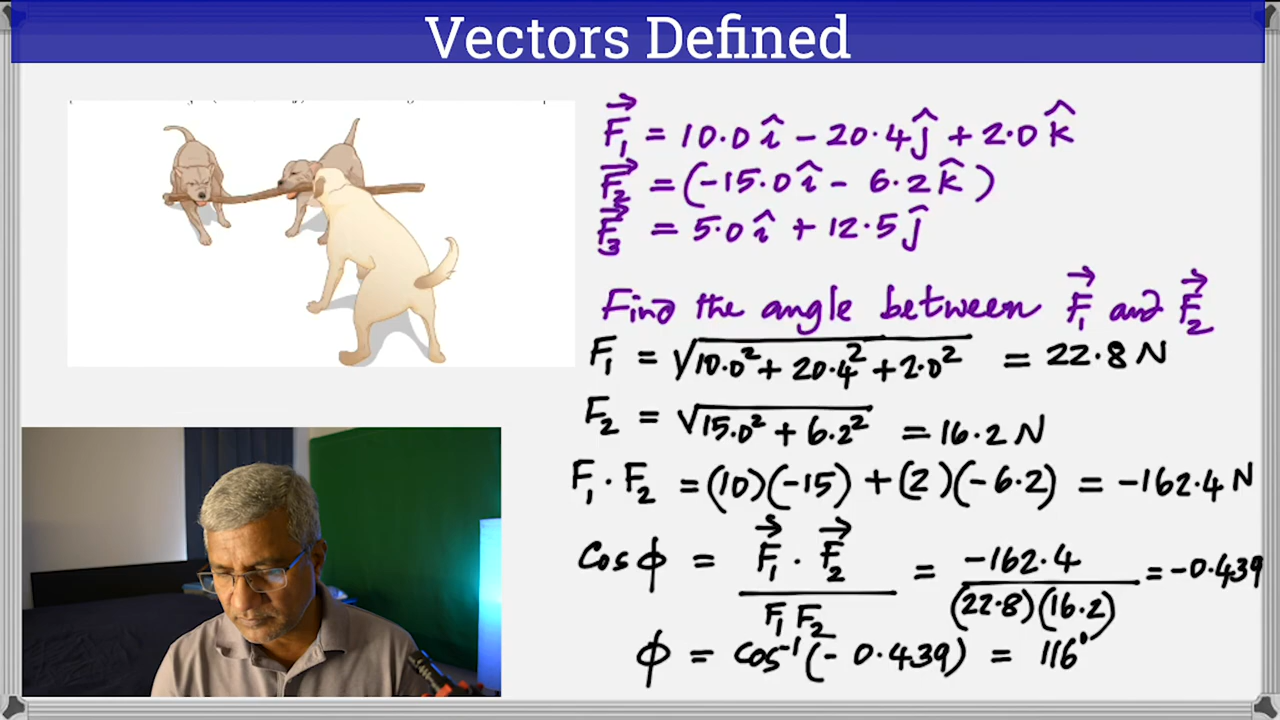 Vectors Defined
F⃗₁ = 10.0 î − 20.4 ĵ + 2.0 k̂
F⃗₂ = (−15.0 î − 6.2 k̂)
F⃗₃ = 5.0 î + 12.5 ĵ
Find the angle between F⃗₁ and F⃗₂
F₁ = √(10.0² + 20.4² + 2.0²) = 22.8 N
F₂ = √(15.0² + 6.2²) = 16.2 N
F₁ · F₂ = (10)(−15) + (2)(−6.2) = −162.4 N
Cos ϕ = F⃗₁ · F⃗₂ / F₁ F₂ = −162.4 / (22.8)(16.2) = −0.439
ϕ = cos⁻¹(−0.439) = 116°